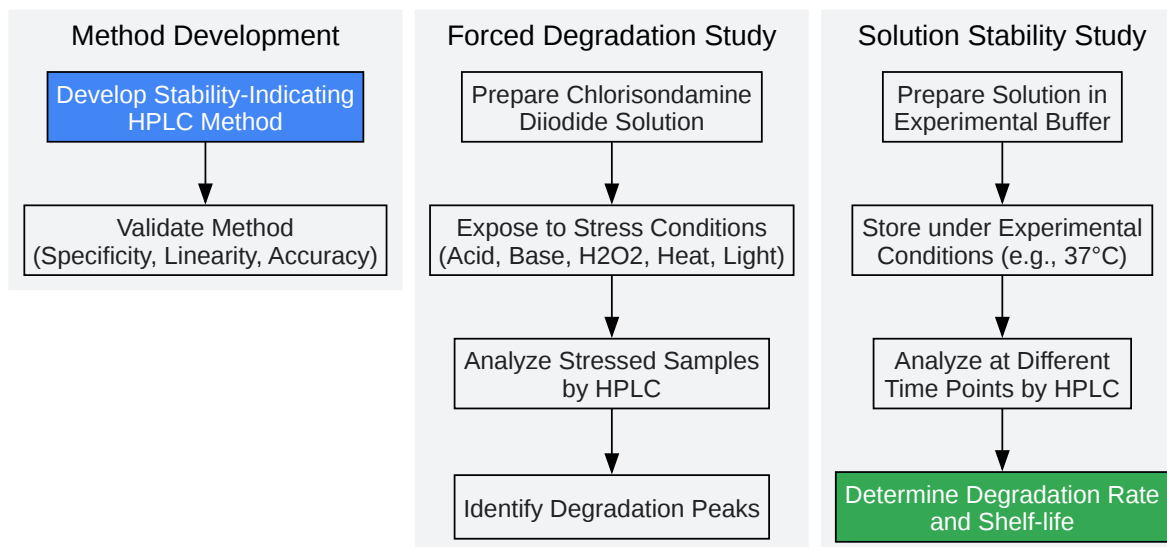 Method Development
Develop Stability-Indicating
HPLC Method
Validate Method
(Specificity, Linearity, Accuracy)
Forced Degradation Study
Prepare Chlorisondamine
Diiodide Solution
Expose to Stress Conditions
(Acid, Base, H2O2, Heat, Light)
Analyze Stressed Samples
by HPLC
Identify Degradation Peaks
Solution Stability Study
Prepare Solution in
Experimental Buffer
Store under Experimental
Conditions (e.g., 37°C)
Analyze at Different
Time Points by HPLC
Determine Degradation Rate
and Shelf-life